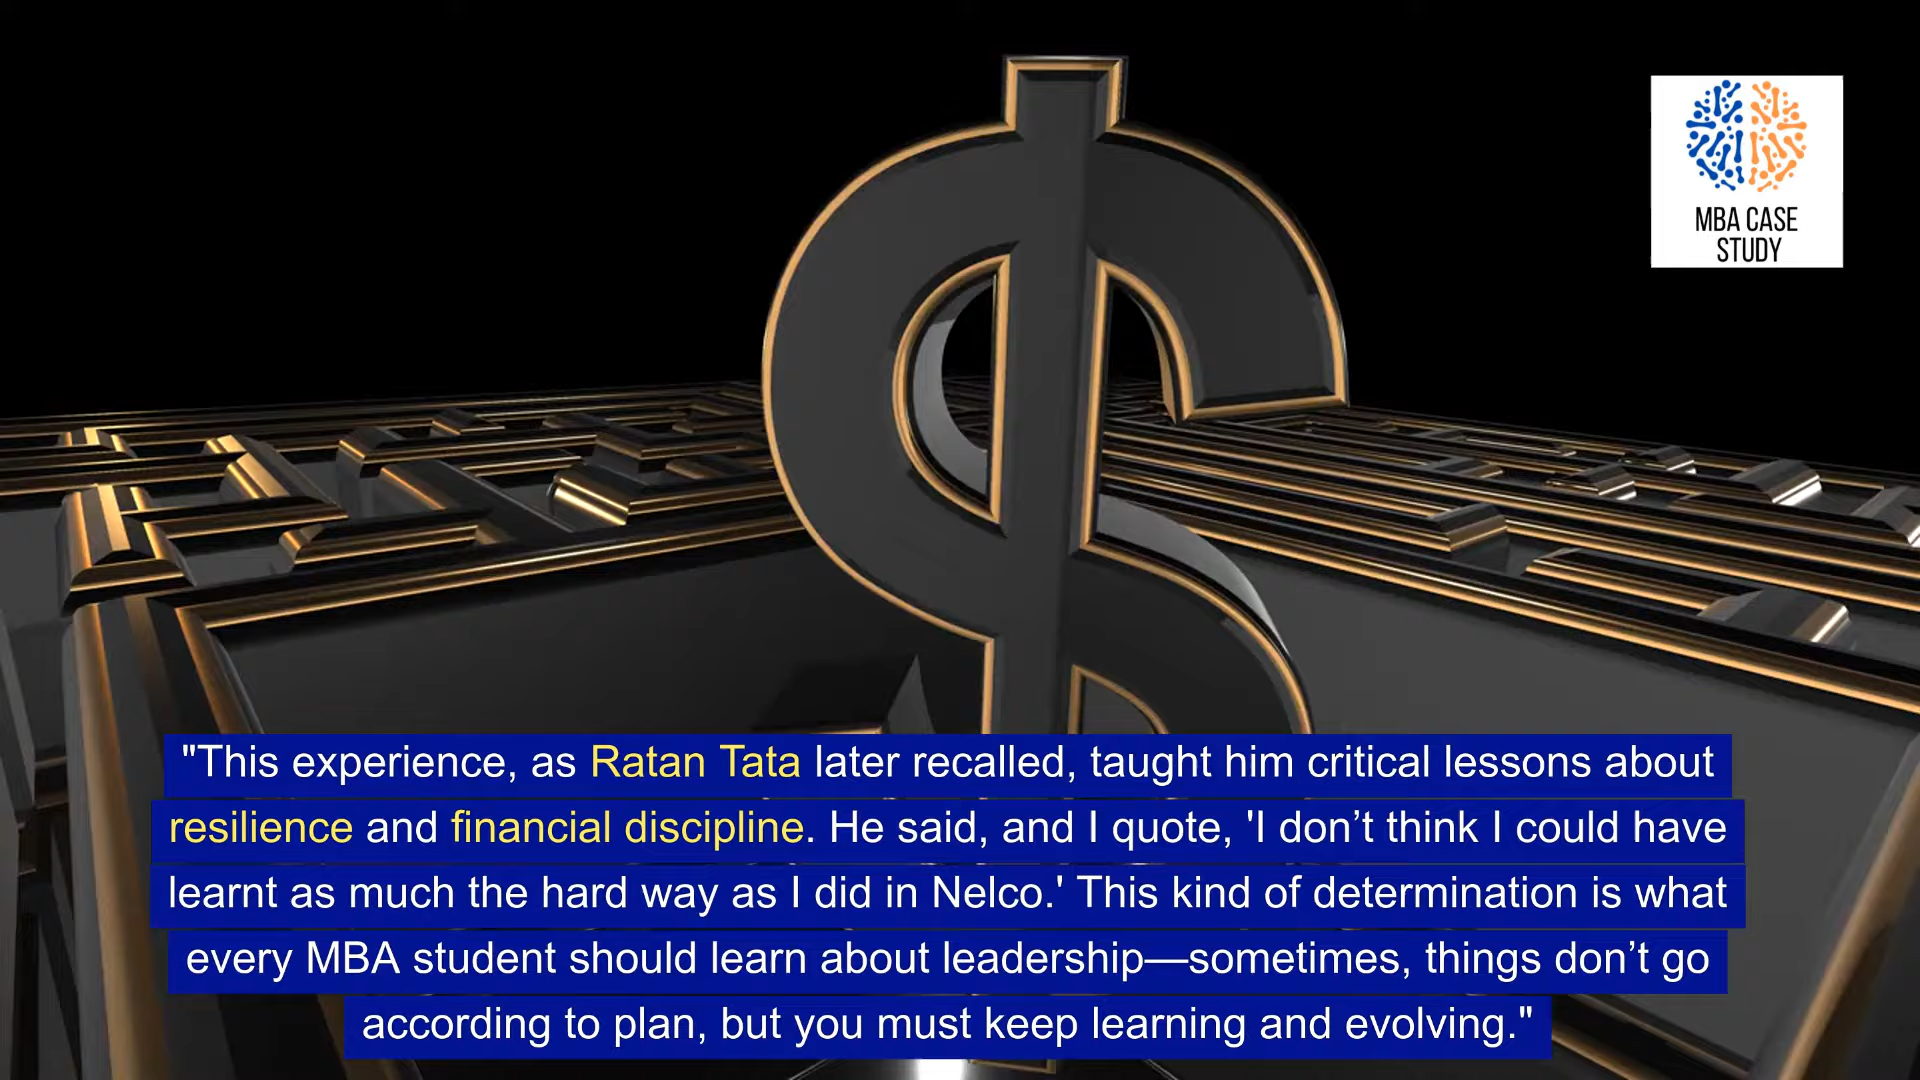 MBA CASE
STUDY
"This experience, as Ratan Tata later recalled, taught him critical lessons about
resilience and financial discipline. He said, and I quote, 'I don’t think I could have
learnt as much the hard way as I did in Nelco.' This kind of determination is what
every MBA student should learn about leadership—sometimes, things don’t go
according to plan, but you must keep learning and evolving."